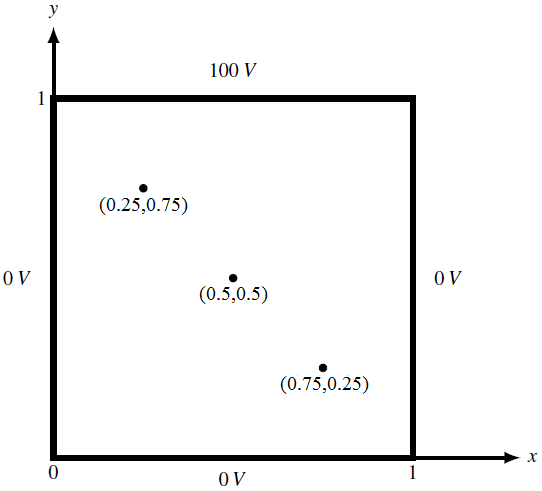 y
100 V
1
(0.25,0.75)
0 V
(0.5,0.5)
0 V
(0.75,0.25)
x
0
0 V
1